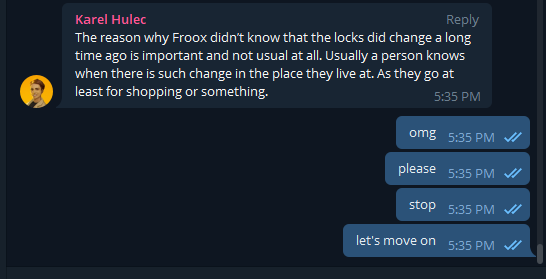 Karel Hulec Reply
The reason why Froox didn't know that the locks did change a long
time ago is important and not usual at all. Usually a person knows
when there is such change in the place they live at. As they go at
least for shopping or something.
5:35 PM
omg 5:35 PM
please 5:35 PM
stop 5:35 PM
let's move on 5:35 PM